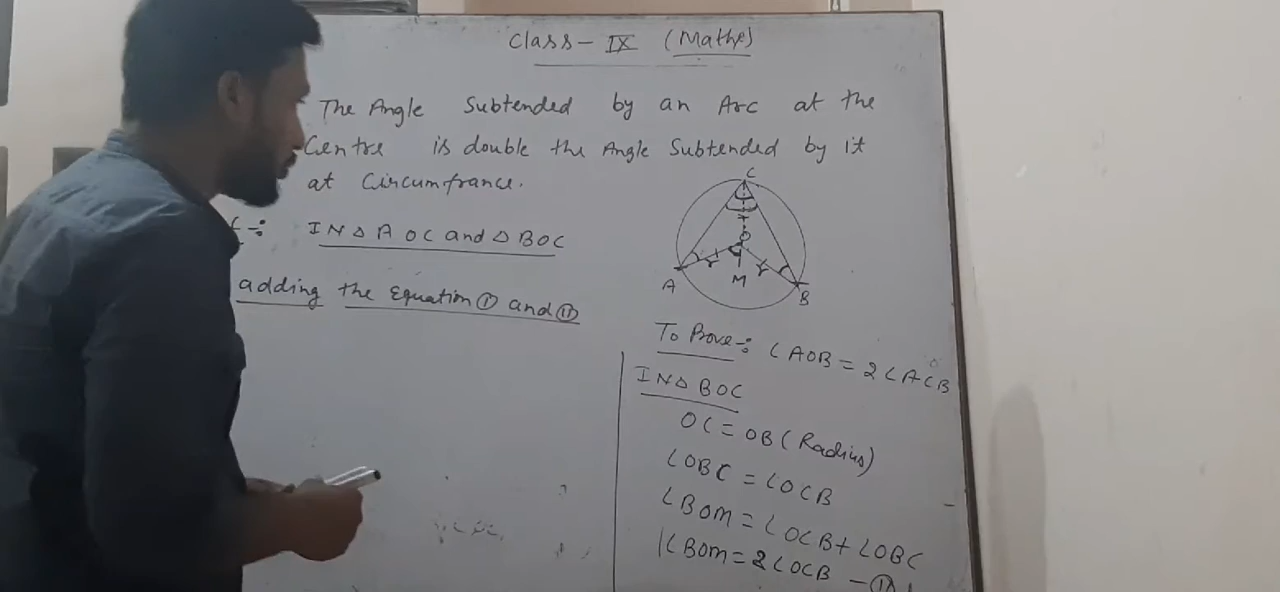 Class - IX (Maths)
The Angle Subtended by an Arc at the
Centre is double the Angle Subtended by it
at Circumfrance.
IN △ AOC and △ BOC
adding the Equation ① and ⑪
C
O
r r
A M B
To Prove :- ∠AOB = 2∠ACB
IN △ BOC
OC = OB (Radius)
∠OBC = ∠OCB
∠BOM = ∠OCB + ∠OBC
∠BOM = 2∠OCB - ⑪